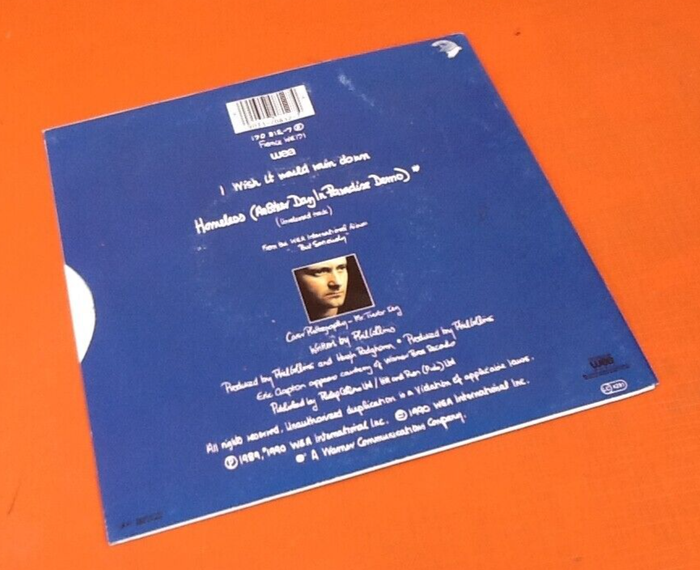 170 812-7
France WE 171
wea
I Wish it would rain down
Homeless (Another Day In Paradise Demo) *
(Unreleased track)
From the WEA International Album
"But Seriously"
Cover Photography - Mr Trevor Key
Written by Phil Collins
Produced by Phil Collins and Hugh Padgham * Produced by Phil Collins
Eric Clapton appears courtesy of Warner Bros Records
Published by Philip Collins Ltd / Hit and Run (Pub.) Ltd
All rights reserved. Unauthorised duplication is a Violation of applicable laws.
℗ 1989, *1990 WEA International Inc. © 1990 WEA International Inc.
A Warner Communications Company.
wea
LC 4281